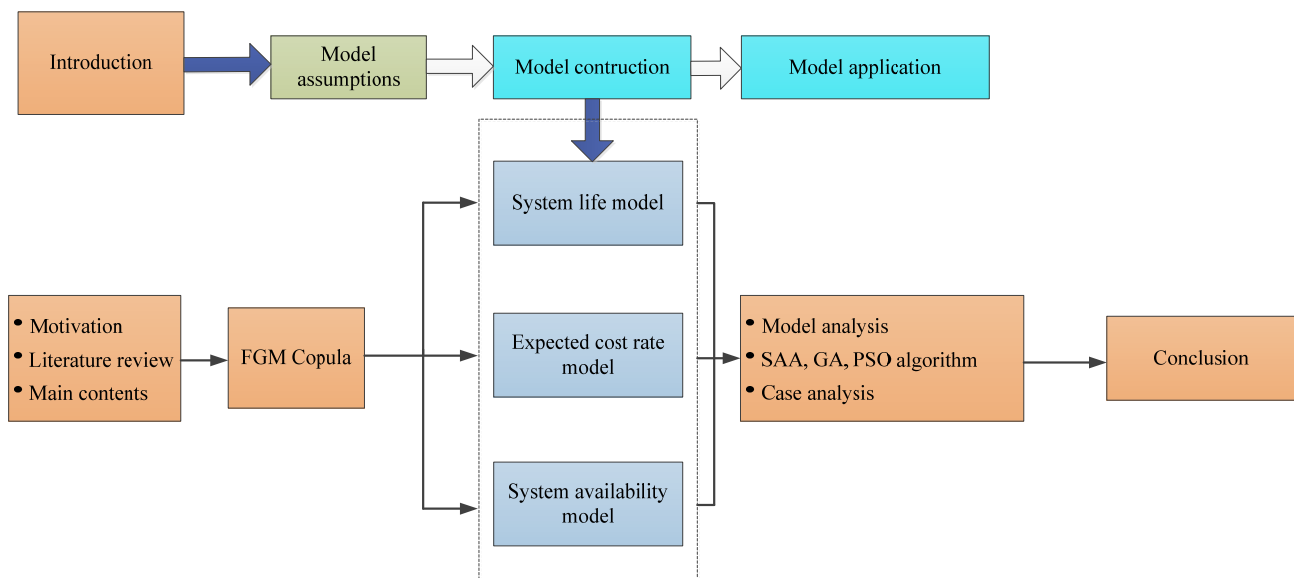 Introduction
Model
assumptions
Model contruction
Model application
System life model
• Motivation
• Literature review
• Main contents
FGM Copula
Expected cost rate
model
• Model analysis
• SAA, GA, PSO algorithm
• Case analysis
Conclusion
System availability
model